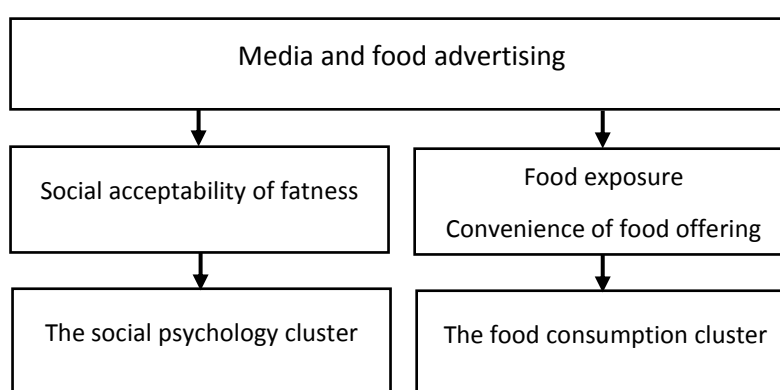 Media and food advertising
Social acceptability of fatness
Food exposure
Convenience of food offering
The social psychology cluster
The food consumption cluster